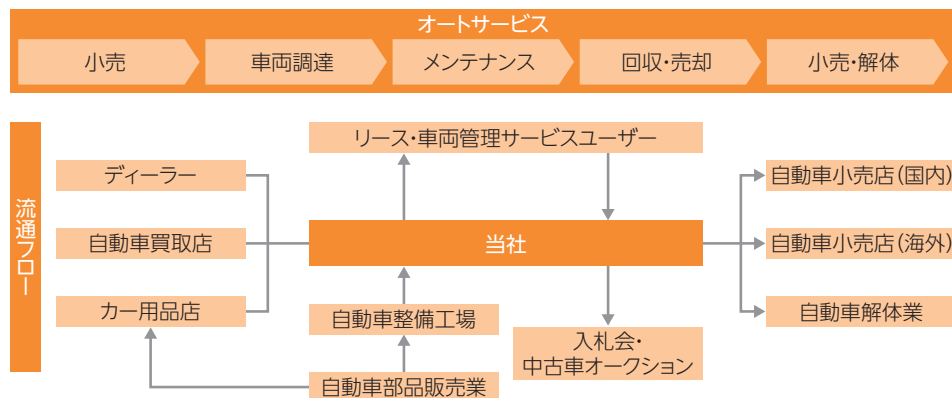 オートサービス
小売
車両調達
メンテナンス
回収・売却
小売・解体
流通フロー
リース・車両管理サービスユーザー
ディーラー
自動車買取店
カー用品店
当社
自動車整備工場
自動車部品販売業
入札会・
中古車オークション
自動車小売店(国内)
自動車小売店(海外)
自動車解体業